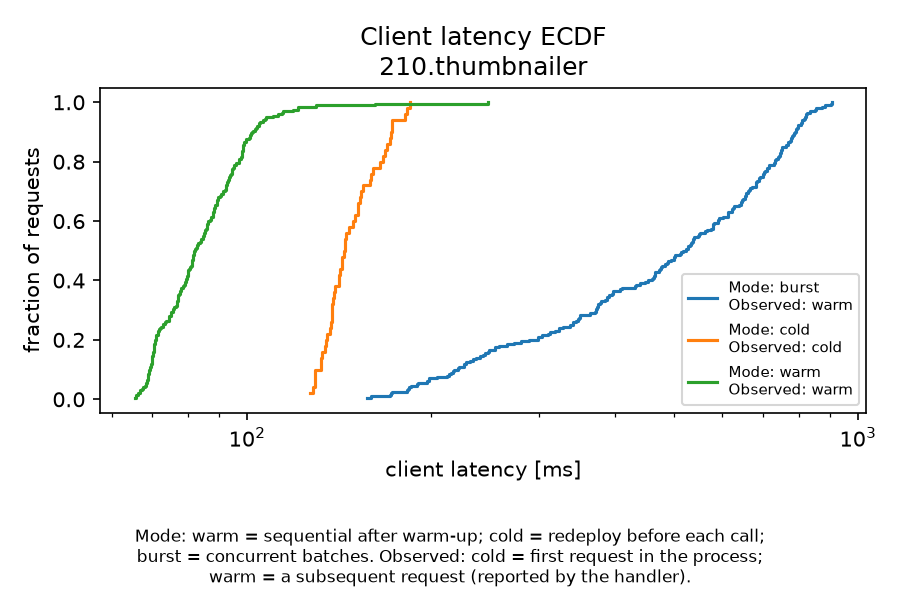 Client latency ECDF
210.thumbnailer
fraction of requests
1.0
0.8
0.6
0.4
0.2
0.0
Mode: burst
Observed: warm
Mode: cold
Observed: cold
Mode: warm
Observed: warm
10²
10³
client latency [ms]
Mode: warm = sequential after warm-up; cold = redeploy before each call;
burst = concurrent batches. Observed: cold = first request in the process;
warm = a subsequent request (reported by the handler).